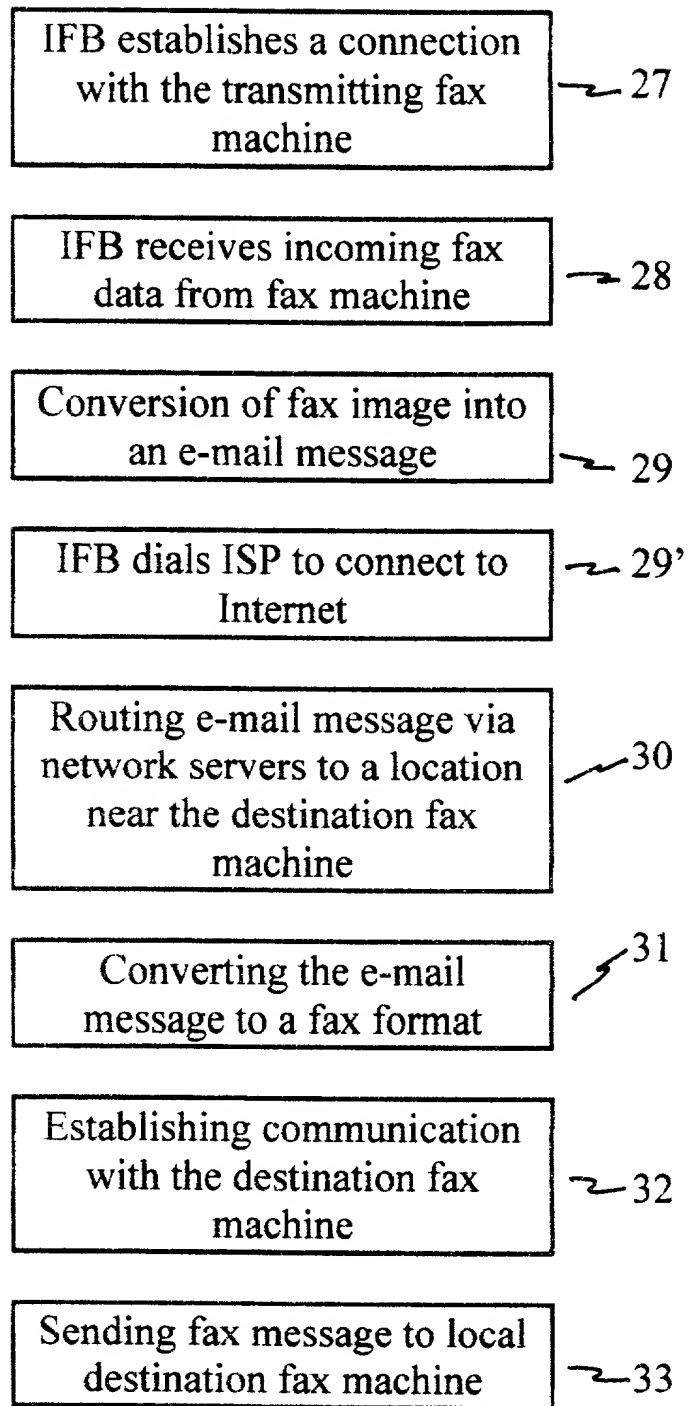 IFB establishes a connection
with the transmitting fax
machine
27
IFB receives incoming fax
data from fax machine
28
Conversion of fax image into
an e-mail message
29
IFB dials ISP to connect to
Internet
29’
Routing e-mail message via
network servers to a location
near the destination fax
machine
30
Converting the e-mail
message to a fax format
31
Establishing communication
with the destination fax
machine
32
Sending fax message to local
destination fax machine
33